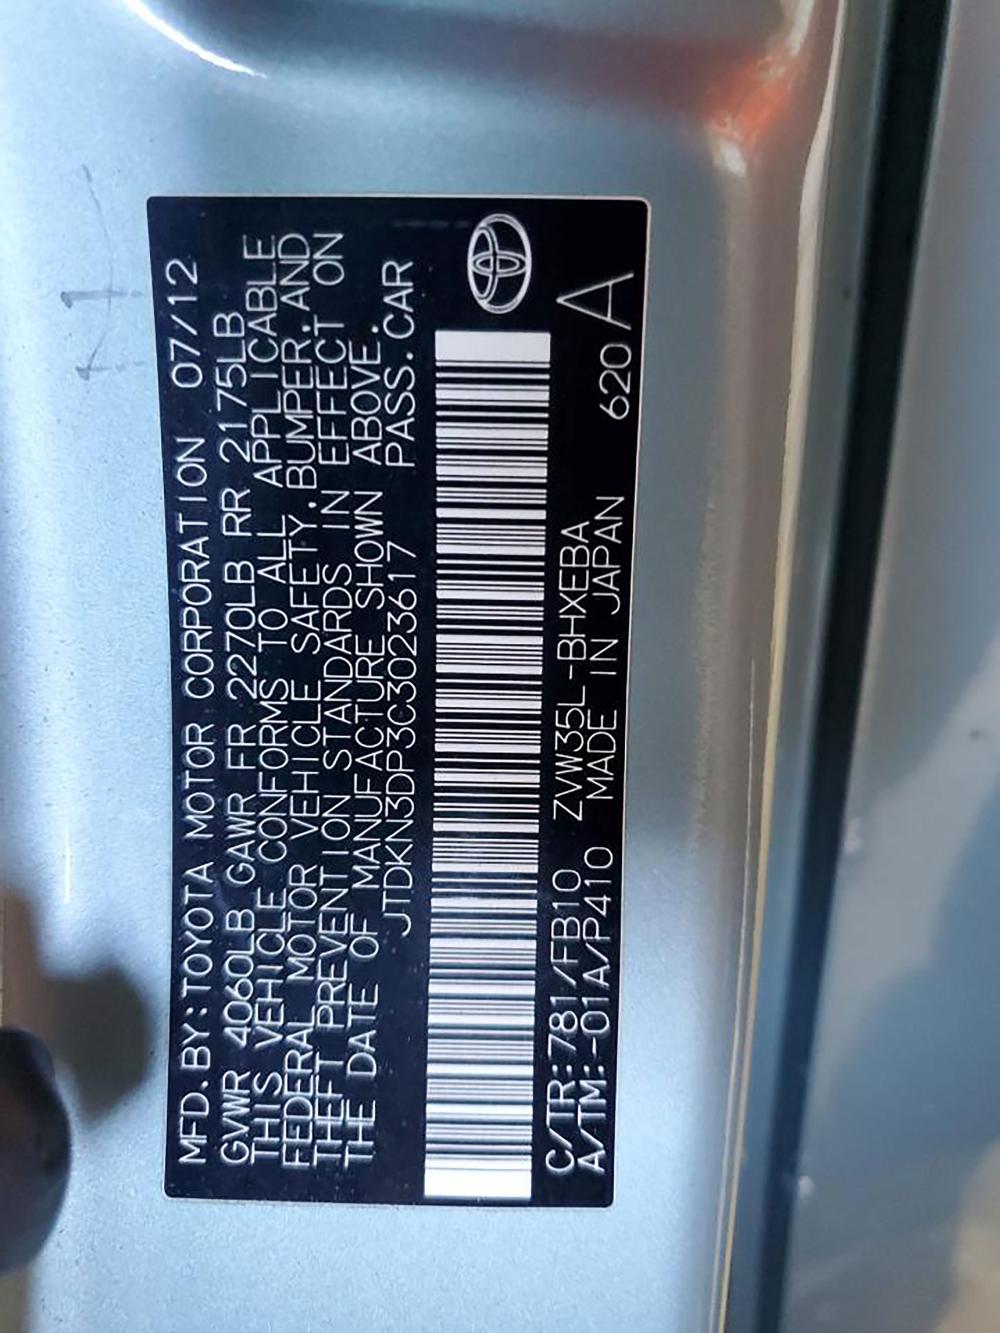 MFD.BY:TOYOTA MOTOR CORPORATION 07/12
GVWR 4060LB GAWR FR 2270LB RR 2175LB
THIS VEHICLE CONFORMS TO ALL APPLICABLE
FEDERAL MOTOR VEHICLE SAFETY,BUMPER,AND
THEFT PREVENTION STANDARDS IN EFFECT ON
THE DATE OF MANUFACTURE SHOWN ABOVE.
JTDKN3DP3C3023617 PASS.CAR
C/TR:781/FB10 ZVW35L-BHXEBA
A/TM:-01A/P410 MADE IN JAPAN 620 A